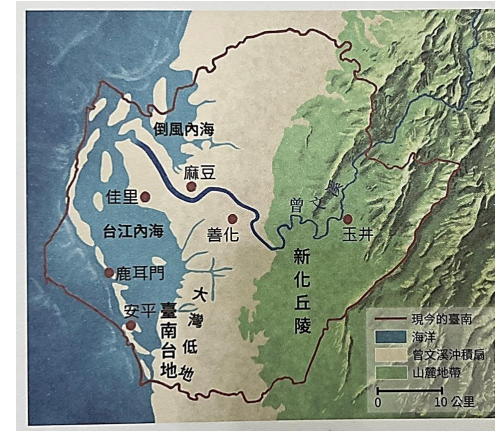 倒風內海
麻豆
佳里
曾文溪
善化
玉井
台江內海
新化丘陵
鹿耳門
大灣低地
安平
臺南台地
現今的臺南
海洋
曾文溪沖積扇
山麓地帶
0 10 公里